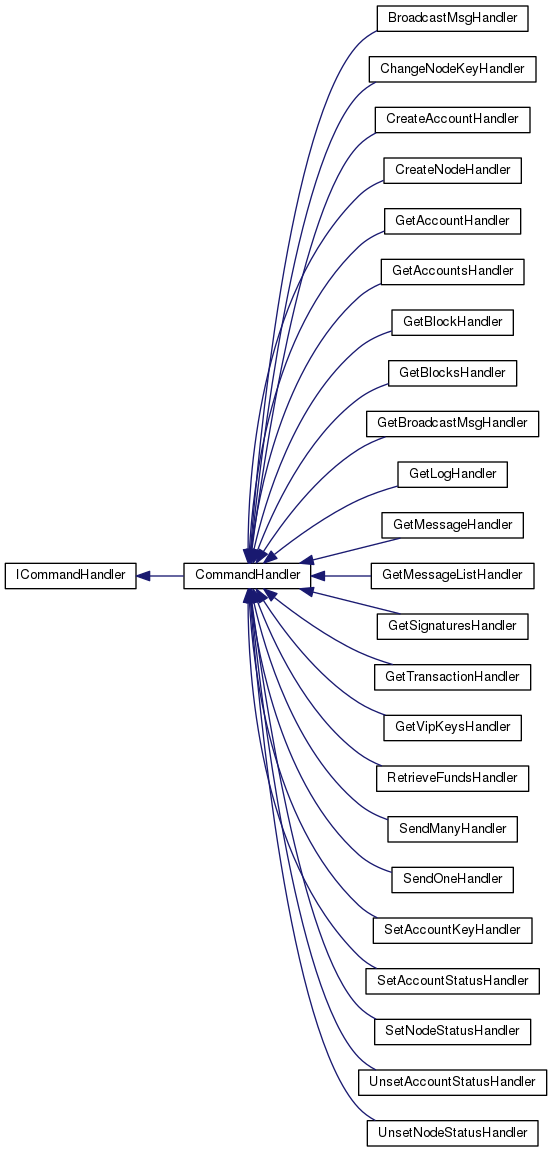 BroadcastMsgHandler
ChangeNodeKeyHandler
CreateAccountHandler
CreateNodeHandler
GetAccountHandler
GetAccountsHandler
GetBlockHandler
GetBlocksHandler
GetBroadcastMsgHandler
GetLogHandler
GetMessageHandler
ICommandHandler CommandHandler GetMessageListHandler
GetSignaturesHandler
GetTransactionHandler
GetVipKeysHandler
RetrieveFundsHandler
SendManyHandler
SendOneHandler
SetAccountKeyHandler
SetAccountStatusHandler
SetNodeStatusHandler
UnsetAccountStatusHandler
UnsetNodeStatusHandler